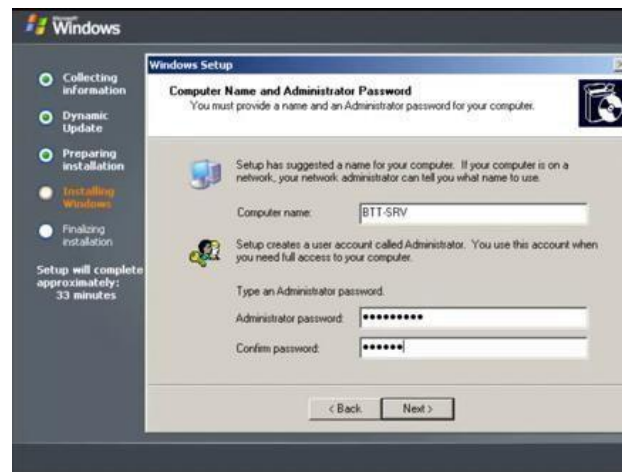 Microsoft
Windows
Collecting
information
Dynamic
Update
Preparing
installation
Installing
Windows
Finalizing
installation
Setup will complete
approximately:
33 minutes
Windows Setup
Computer Name and Administrator Password
You must provide a name and an Administrator password for your computer.
Setup has suggested a name for your computer. If your computer is on a
network, your network administrator can tell you what name to use.
Computer name:
BTT-SRV
Setup creates a user account called Administrator. You use this account when
you need full access to your computer.
Type an Administrator password.
Administrator password:
●●●●●●●●●
Confirm password:
●●●●●●
< Back
Next >